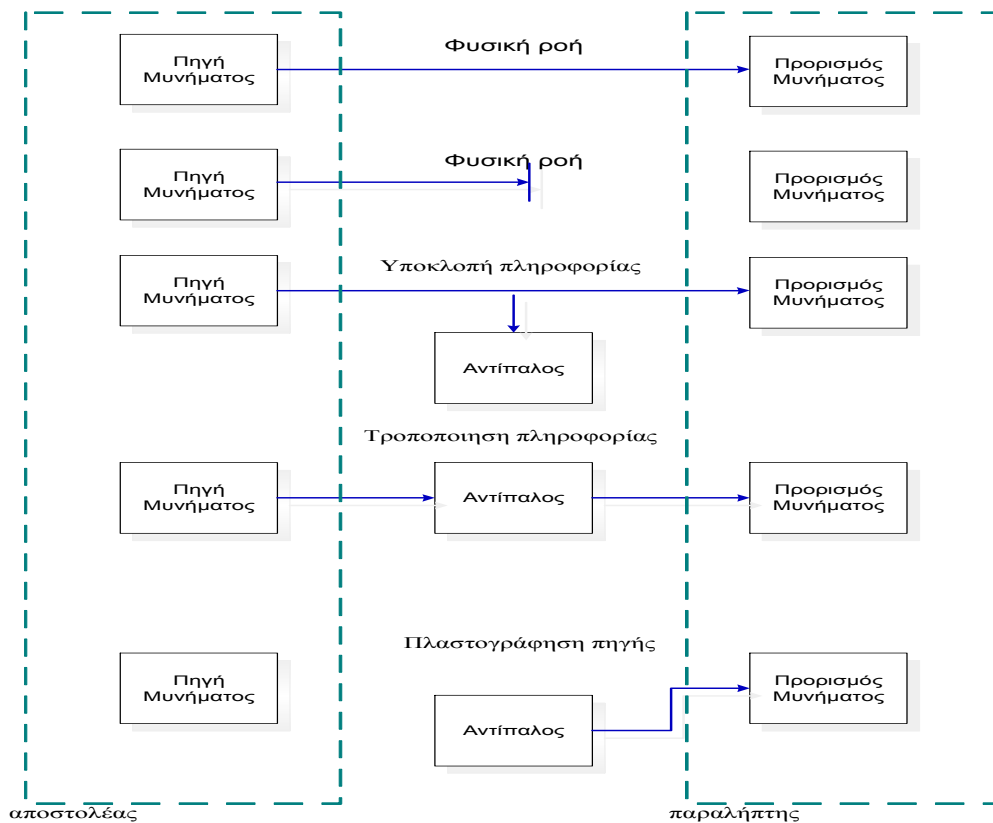 Φυσική ροή
Πηγή
Μυνήματος
Προρισμός
Μυνήματος
Φυσική ροή
Πηγή
Μυνήματος
Προρισμός
Μυνήματος
Υποκλοπή πληροφορίας
Πηγή
Μυνήματος
Προρισμός
Μυνήματος
Αντίπαλος
Τροποποιηση πληροφορίας
Πηγή
Μυνήματος
Αντίπαλος
Προρισμός
Μυνήματος
Πλαστογράφηση πηγής
Πηγή
Μυνήματος
Προρισμός
Μυνήματος
Αντίπαλος
αποστολέας
παραλήπτης